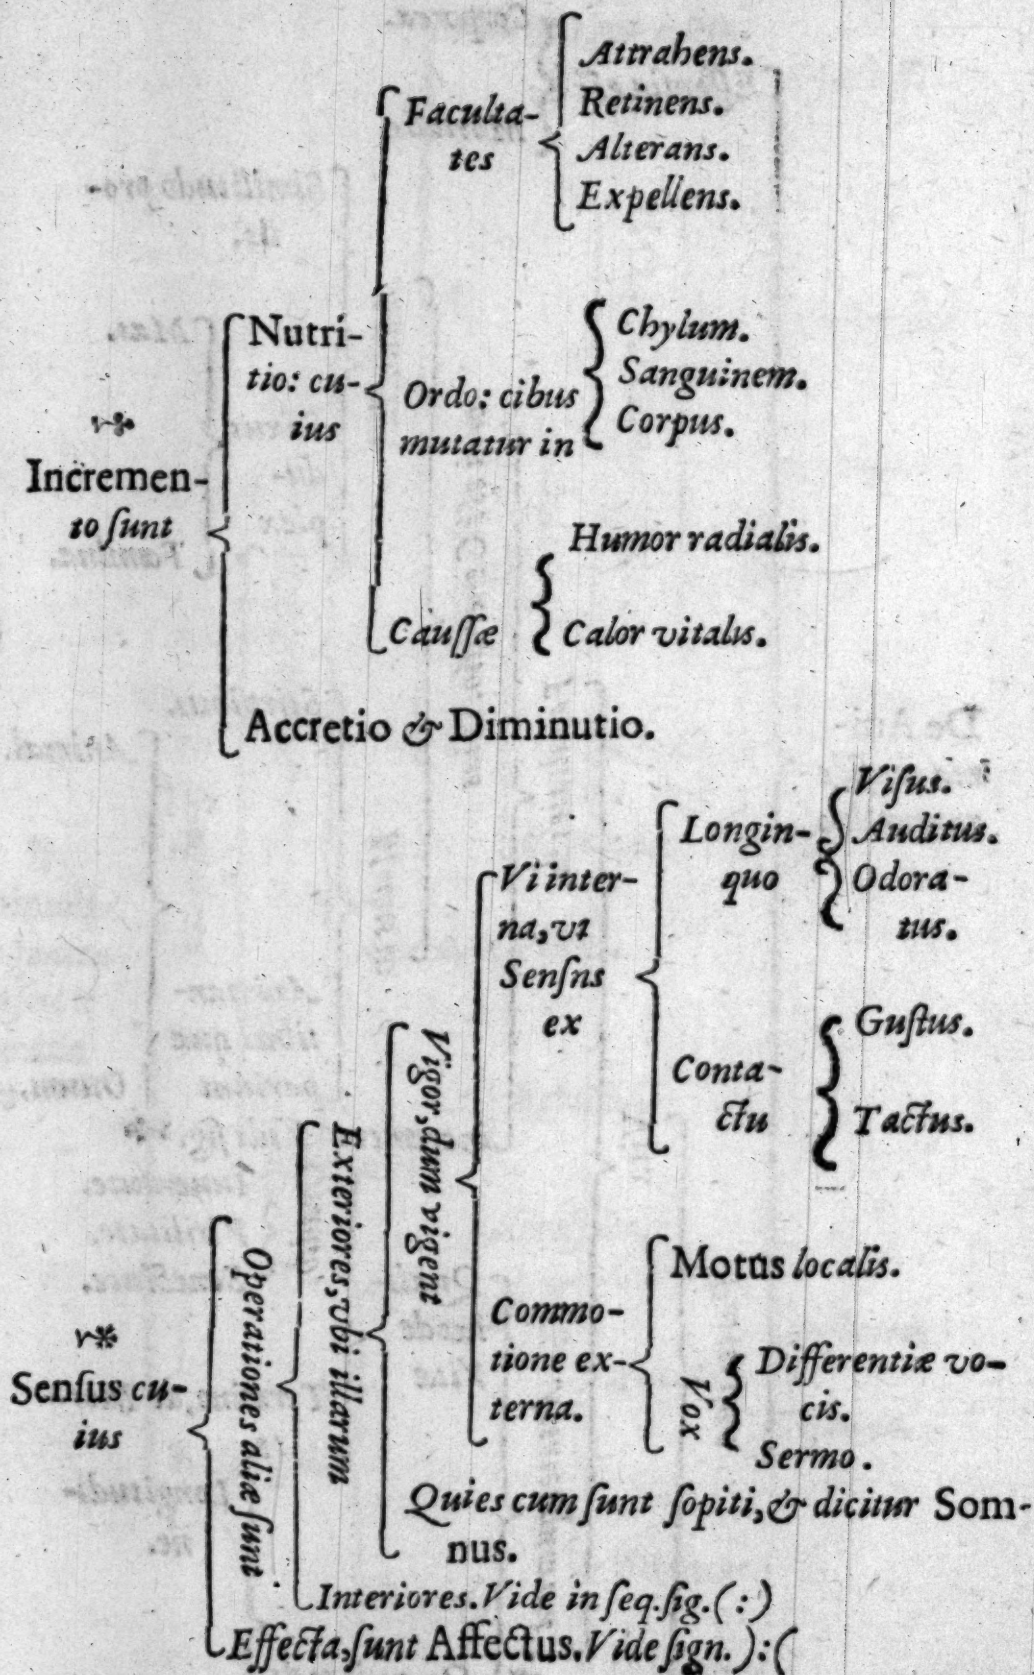 Attrahens.
Faculta-
Retinens.
tes
Alterans.
Expellens.
Nutri-
tio: cu-
ius
Chylum.
Ordo: cibus
Sanguinem.
mutatur in
Corpus.
Incremen-
to ſunt
Humor radialis.
Cauſſæ
Calor vitalis.
Accretio & Diminutio.
Viſus.
Longin-
Auditus.
quo
Odora-
tus.
Vi inter-
na, vt
Senſns
ex
Guſtus.
Conta-
ctu
Tactus.
Vigor, dum vigent
Exteriores, vbi illarum
Operationes aliæ ſunt
Motus localis.
Commo-
tione ex-
terna.
Vox
Differentiæ vo-
cis.
Sermo.
Senſus cu-
ius
Quies cum ſunt ſopiti, & dicitur Som-
nus.
Interiores. Vide in ſeq. ſig. (:)
Effecta, ſunt Affectus. Vide ſign. ):(